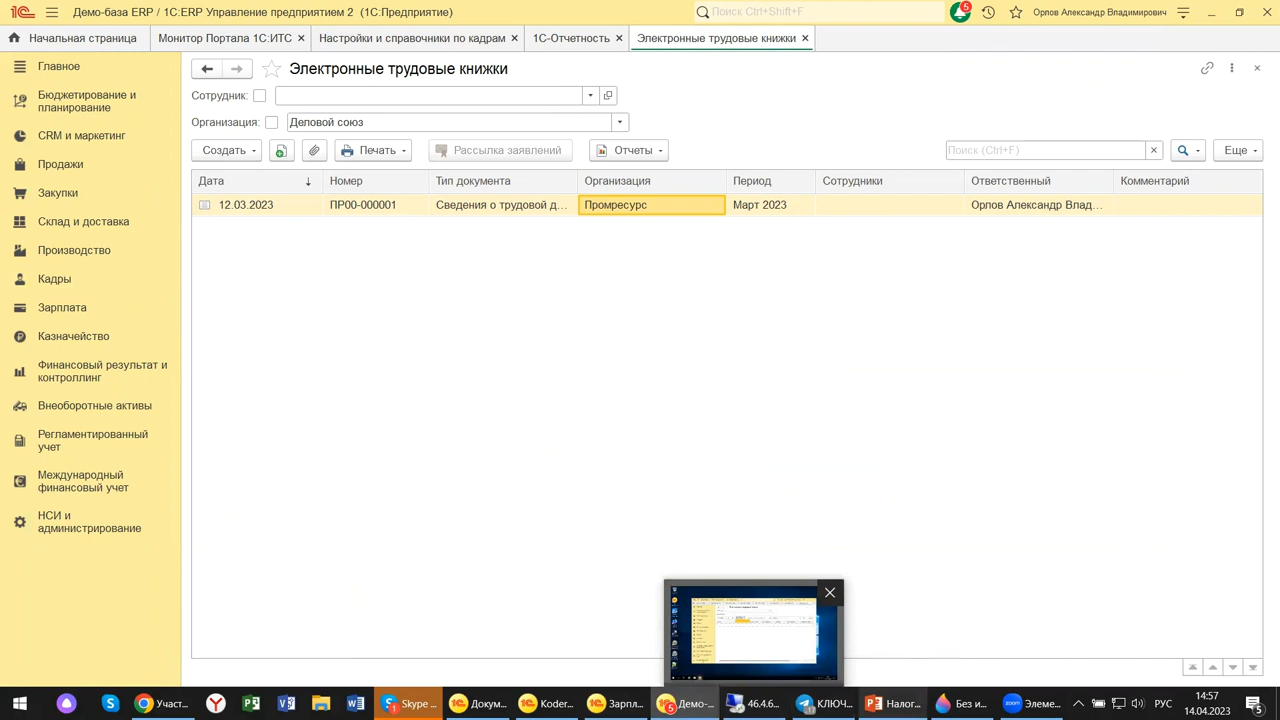 Демо-база ERP / 1C:ERP Управление предприятием 2 (1С:Предприятие)
Поиск Ctrl+Shift+F
5
Орлов Александр Владимирович
Начальная страница
Монитор Портала 1С:ИТС
Настройки и справочники по кадрам
1С-Отчетность
Электронные трудовые книжки
Главное
Бюджетирование и
планирование
CRM и маркетинг
Продажи
Закупки
Склад и доставка
Производство
Кадры
Зарплата
Казначейство
Финансовый результат и
контроллинг
Внеоборотные активы
Регламентированный
учет
Международный
финансовый учет
НСИ и
администрирование
Электронные трудовые книжки
Сотрудник:
Организация: Деловой союз
Создать
Печать
Рассылка заявлений
Отчеты
Поиск (Ctrl+F)
Еще
Дата Номер Тип документа Организация Период Сотрудники Ответственный Комментарий
12.03.2023 ПР00-000001 Сведения о трудовой д... Промресурс Март 2023 Орлов Александр Влад...
Участ...
Skype ...
Докум...
Koder...
Зарпл...
Демо-...
46.4.6...
КЛЮЧ...
Налог...
Без и...
zoom
Элеме...
РУС
14:57
14.04.2023
5